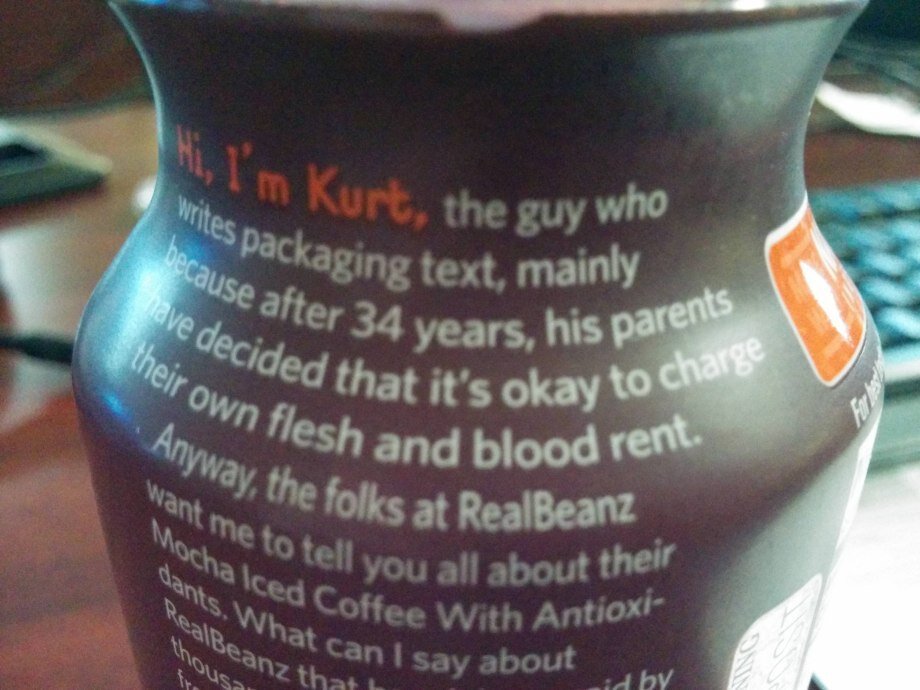 Hi, I'm Kurt, the guy who
writes packaging text, mainly
because after 34 years, his parents
have decided that it's okay to charge
their own flesh and blood rent.
Anyway, the folks at RealBeanz
want me to tell you all about their
Mocha Iced Coffee With Antioxi-
dants. What can I say about
RealBeanz that by
For